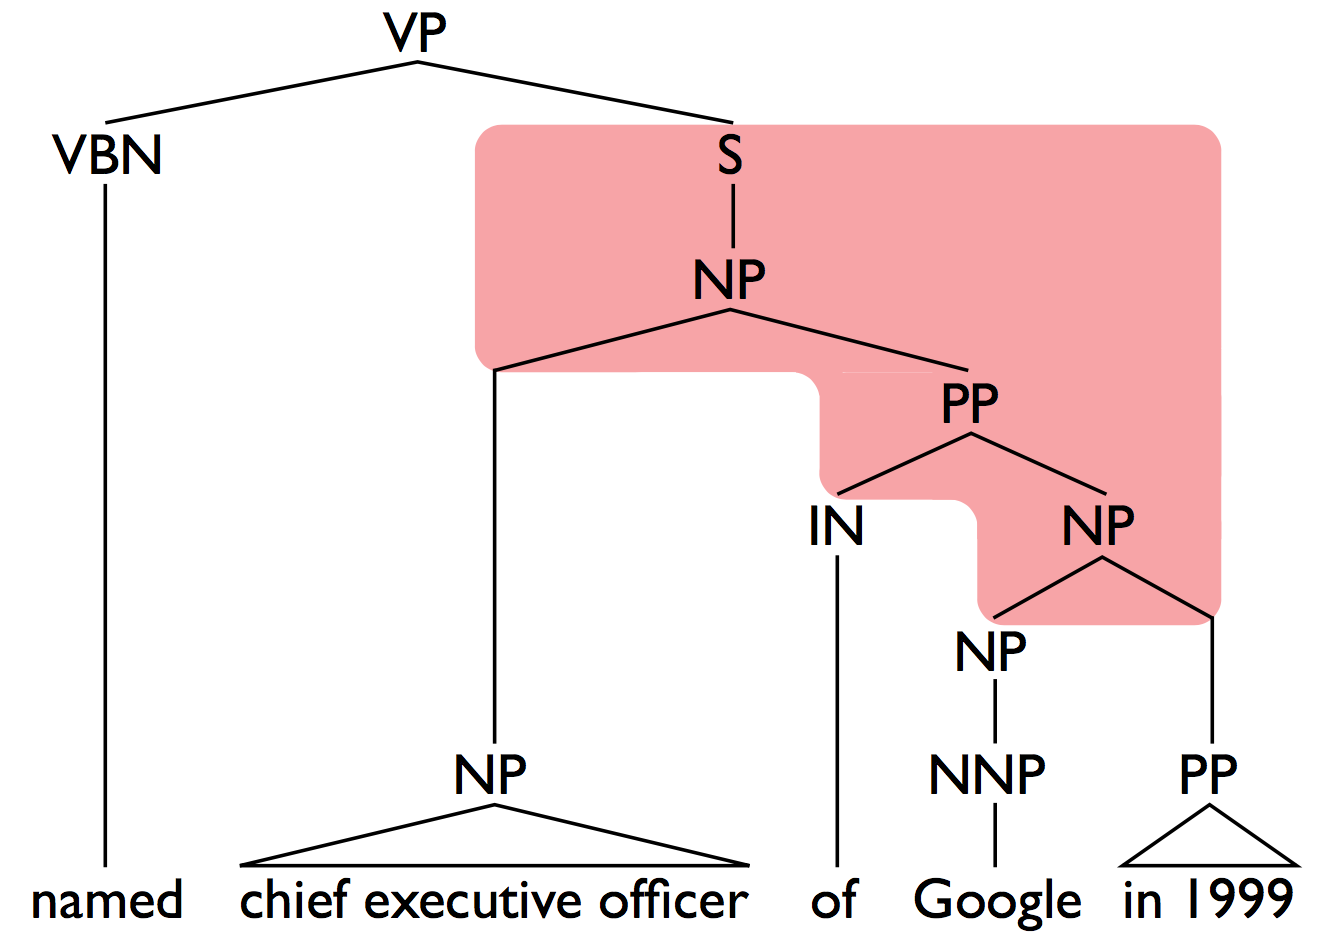 VP
VBN S
NP
PP
IN NP
NP
NP NNP PP
named chief executive officer of Google in 1999